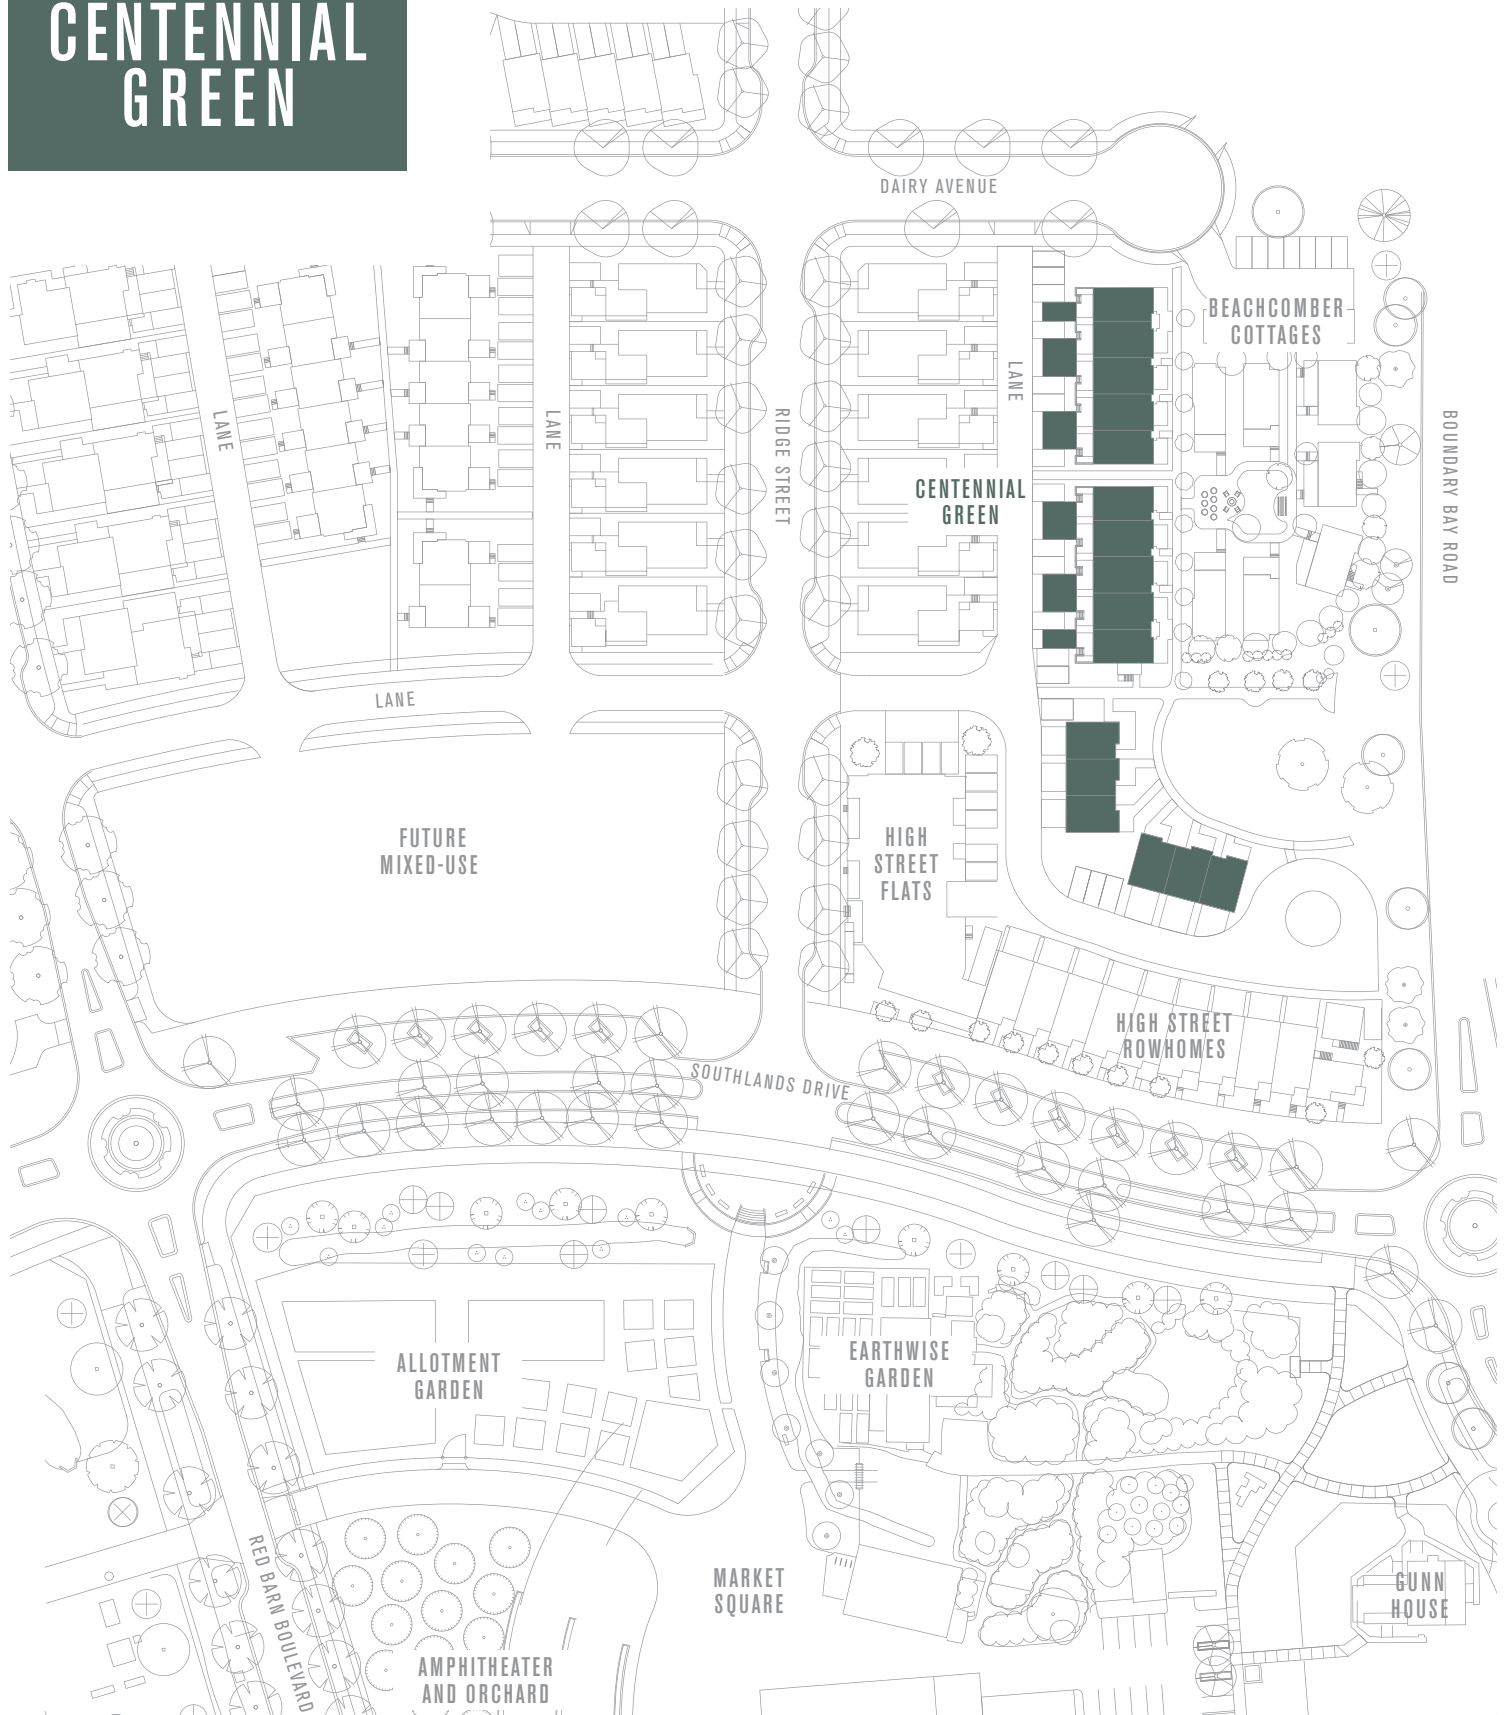 CENTENNIAL
GREEN
DAIRY AVENUE
BEACHCOMBER
COTTAGES
LANE
LANE
LANE
RIDGE STREET
BOUNDARY BAY ROAD
CENTENNIAL
GREEN
LANE
FUTURE
MIXED-USE
HIGH
STREET
FLATS
HIGH STREET
ROWHOMES
SOUTHLANDS DRIVE
ALLOTMENT
GARDEN
EARTHWISE
GARDEN
RED BARN BOULEVARD
MARKET
SQUARE
GUNN
HOUSE
AMPHITHEATER
AND ORCHARD